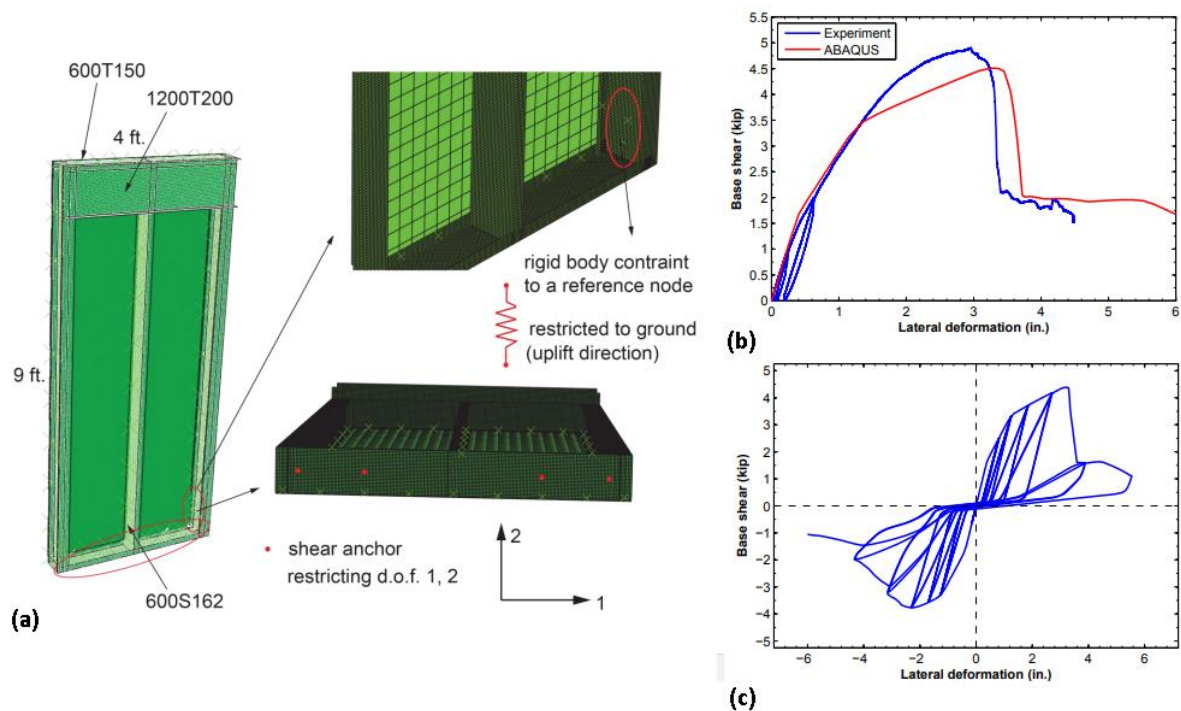 600T150
1200T200
4 ft.
9 ft.
600S162
rigid body contraint
to a reference node
restricted to ground
(uplift direction)
shear anchor
restricting d.o.f. 1, 2
2
1
(a)
Experiment
ABAQUS
5.5
5
4.5
4
3.5
3
2.5
2
1.5
1
0.5
0
Base shear (kip)
0 1 2 3 4 5 6
Lateral deformation (in.)
(b)
5
4
3
2
1
0
−1
−2
−3
−4
−5
Base shear (kip)
−6 −4 −2 0 2 4 6
Lateral deformation (in.)
(c)